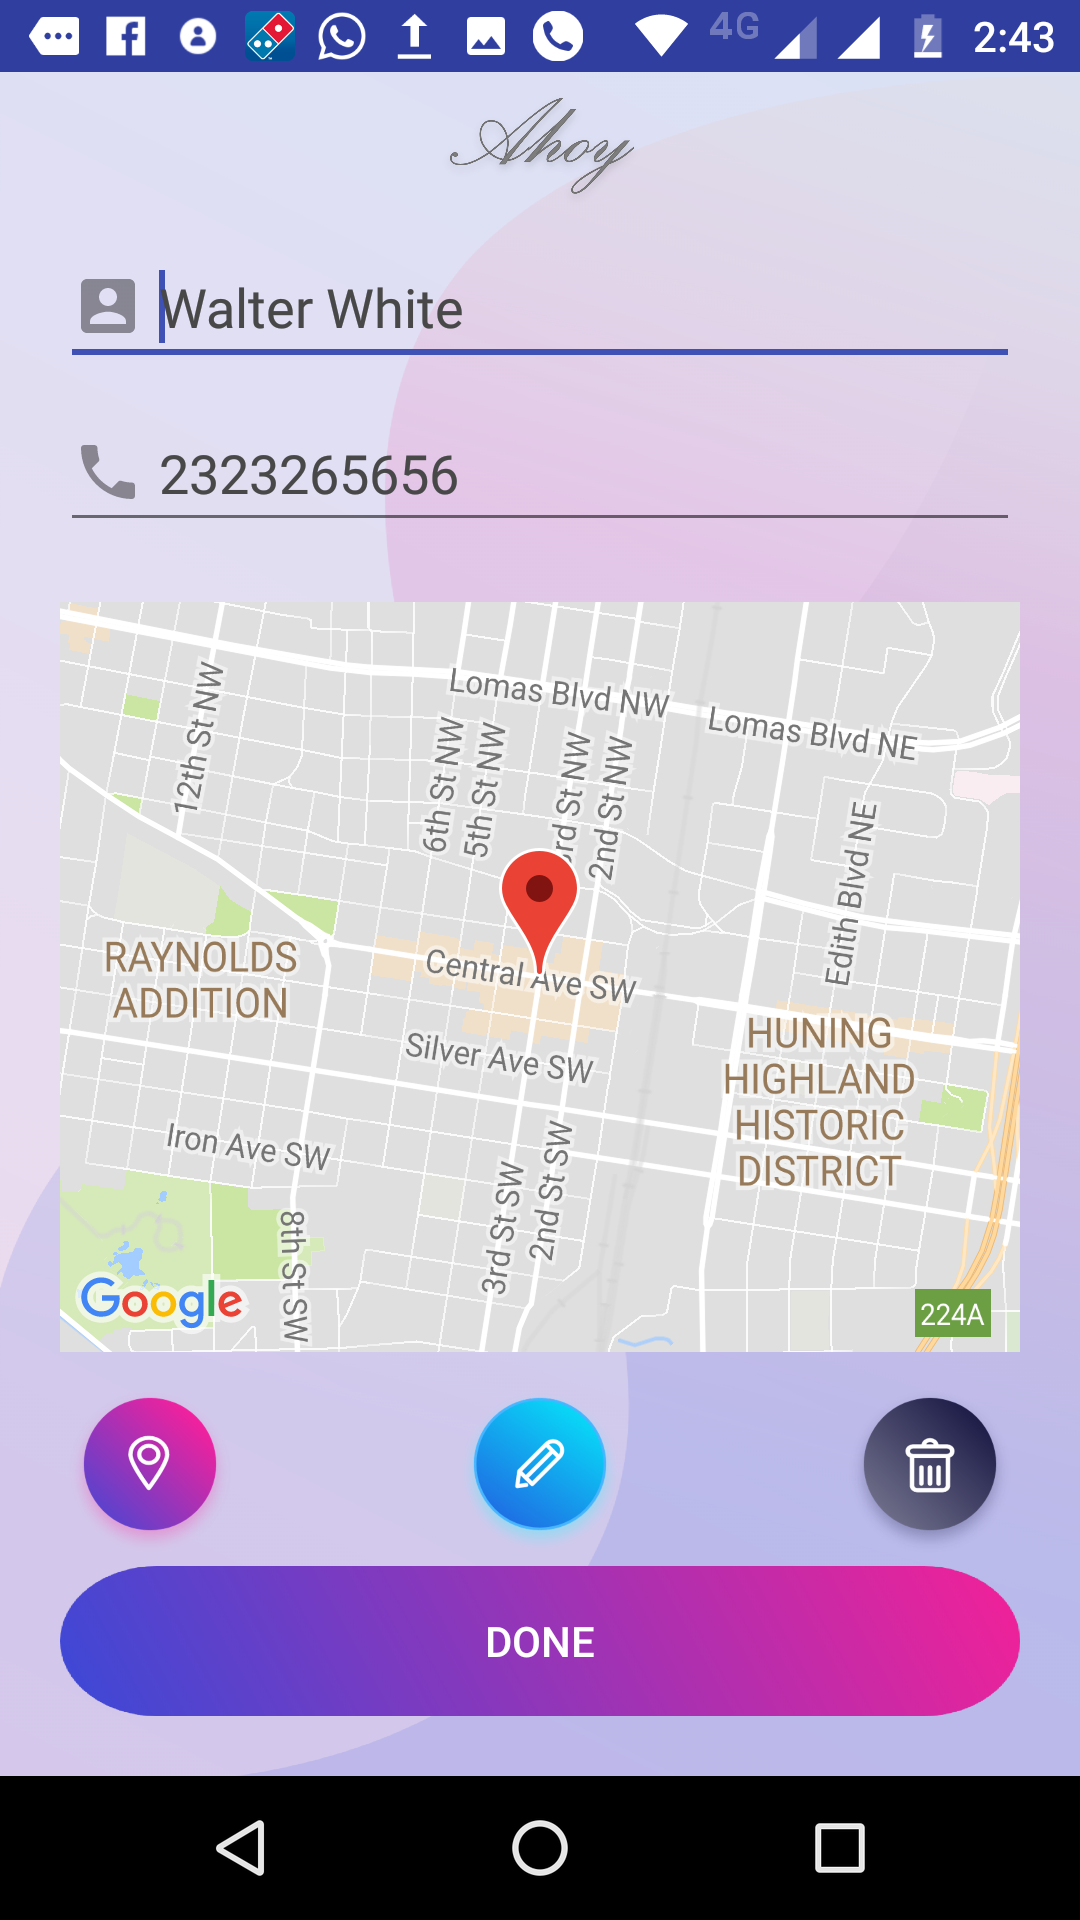 4G 2:43
Ahoy
Walter White
2323265656
12th St NW
Lomas Blvd NW
Lomas Blvd NE
6th St NW
5th St NW
3rd St NW
2nd St NW
Edith Blvd NE
RAYNOLDS
ADDITION
Central Ave SW
HUNING
HIGHLAND
HISTORIC
DISTRICT
Silver Ave SW
Iron Ave SW
3rd St SW
2nd St SW
8th St SW
Google
224A
DONE